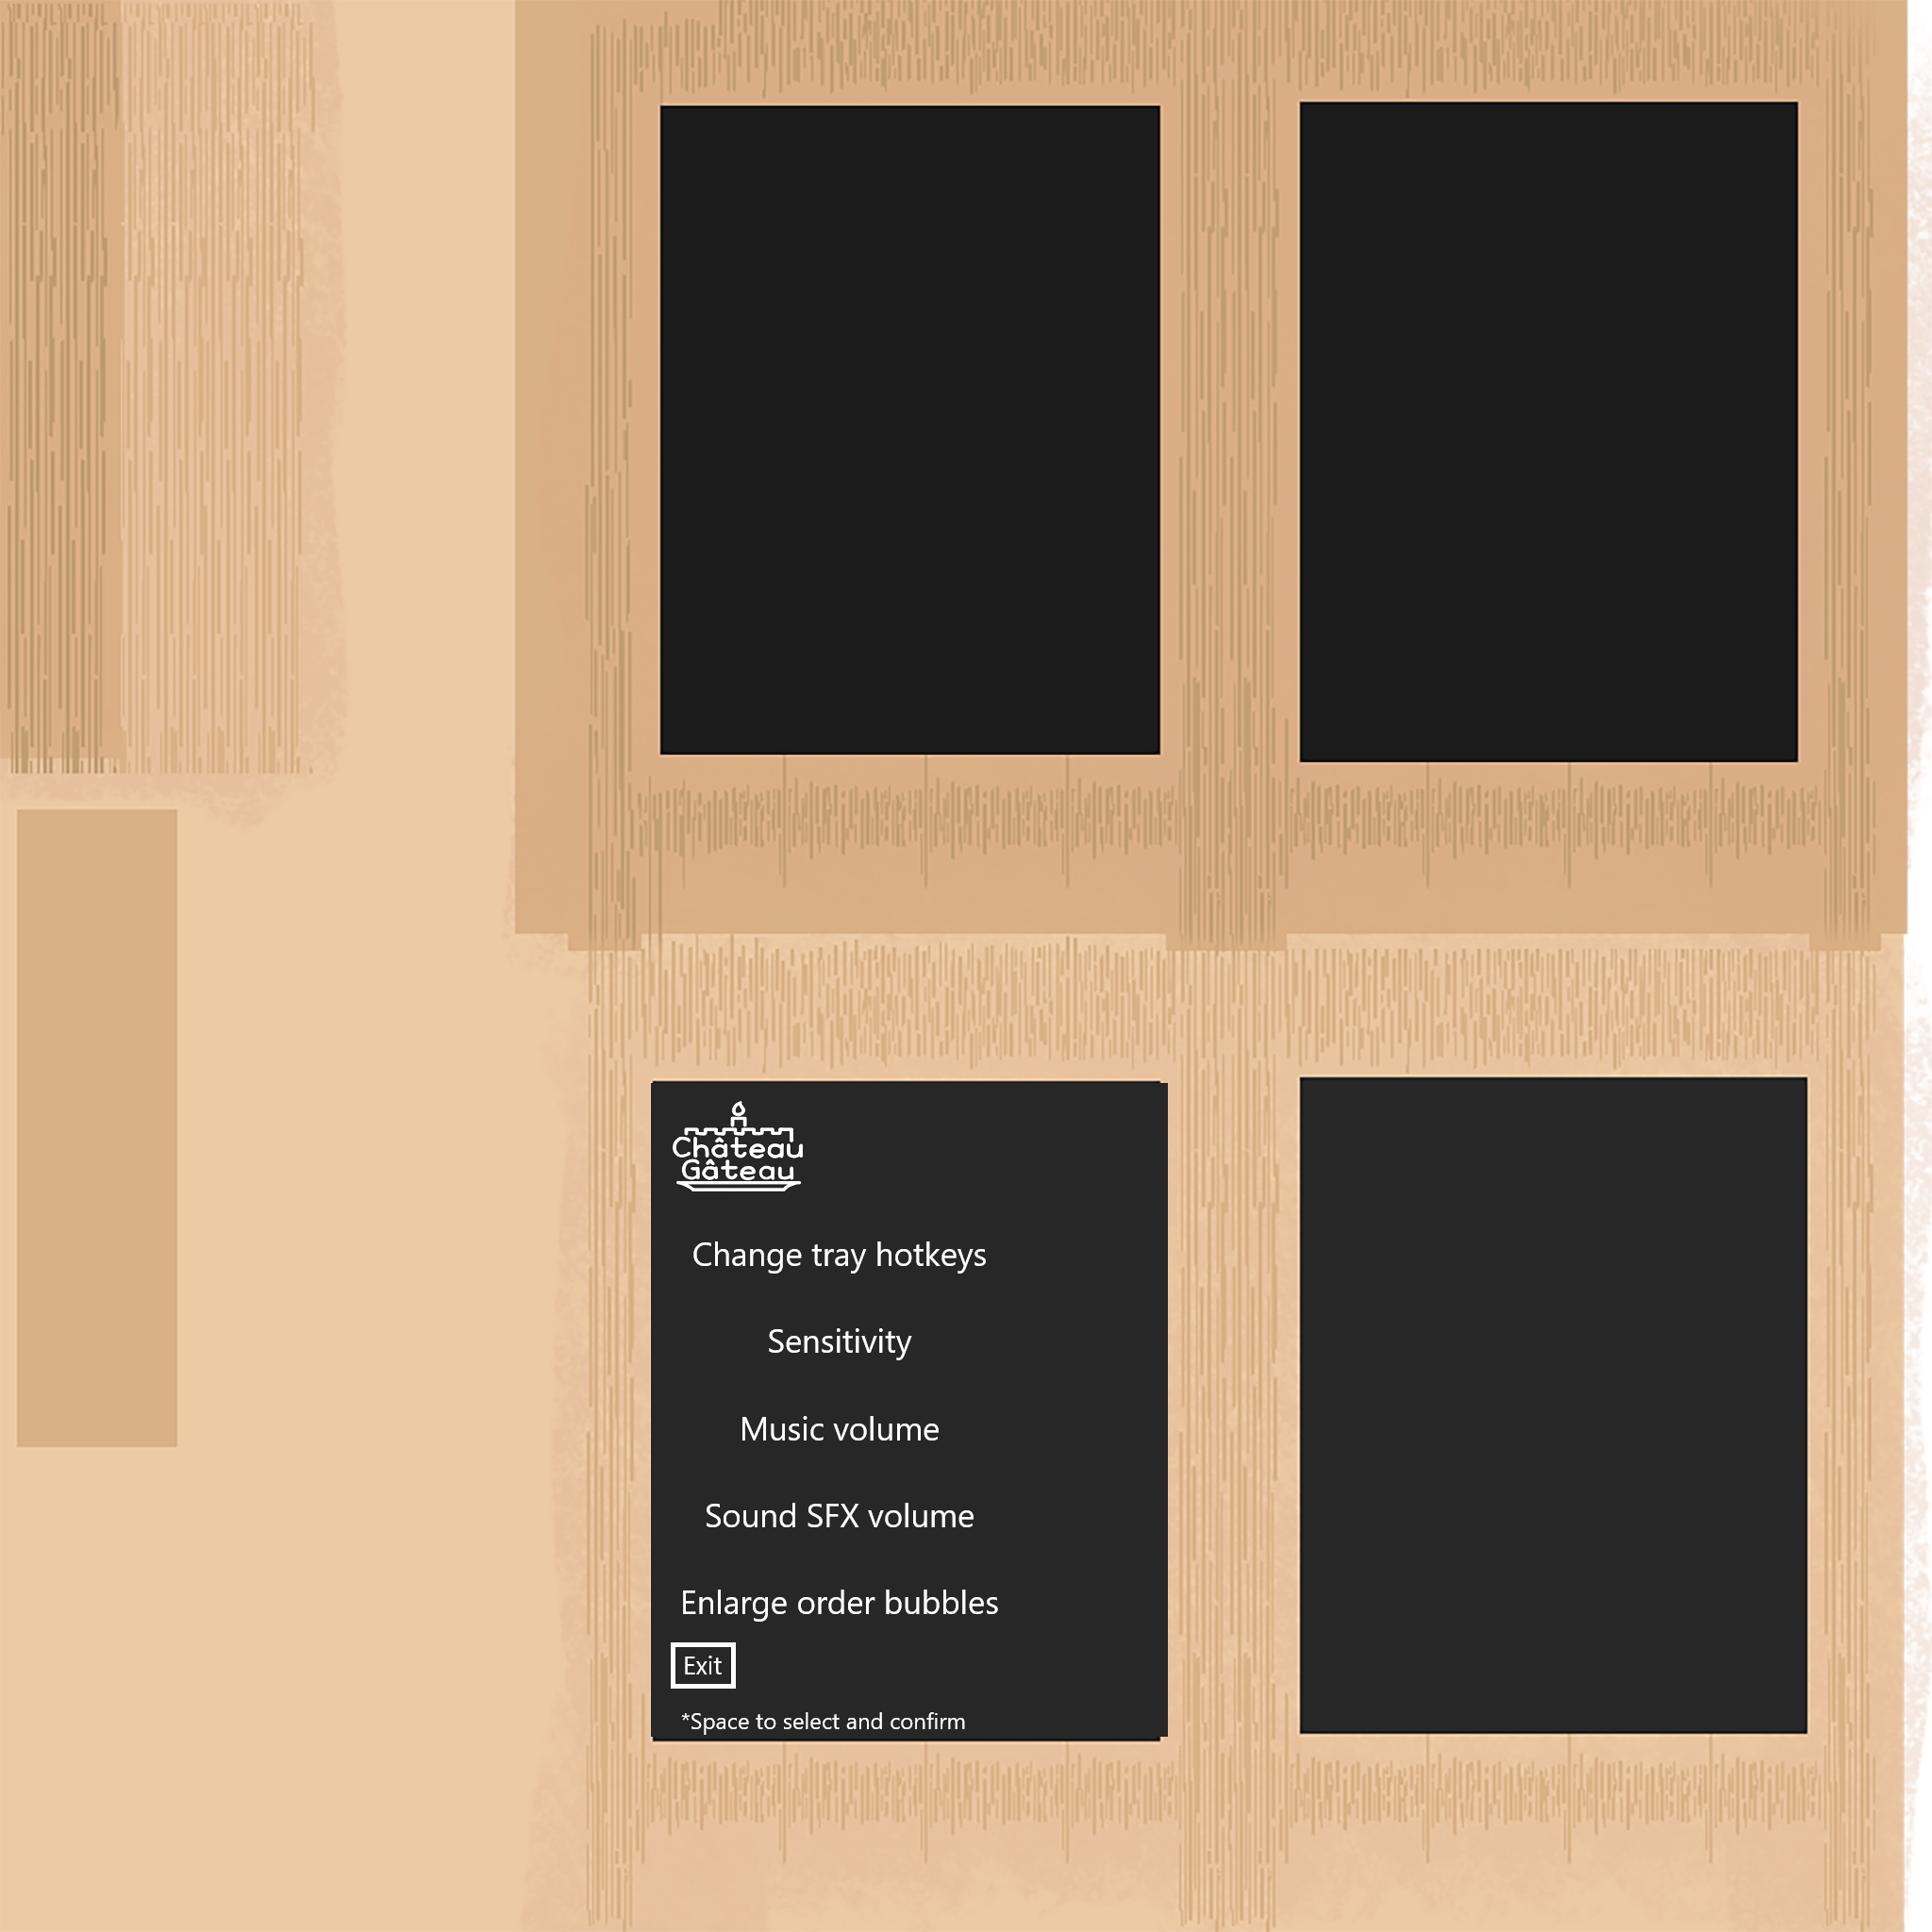 Château
Gâteau
Change tray hotkeys
Sensitivity
Music volume
Sound SFX volume
Enlarge order bubbles
Exit
*Space to select and confirm